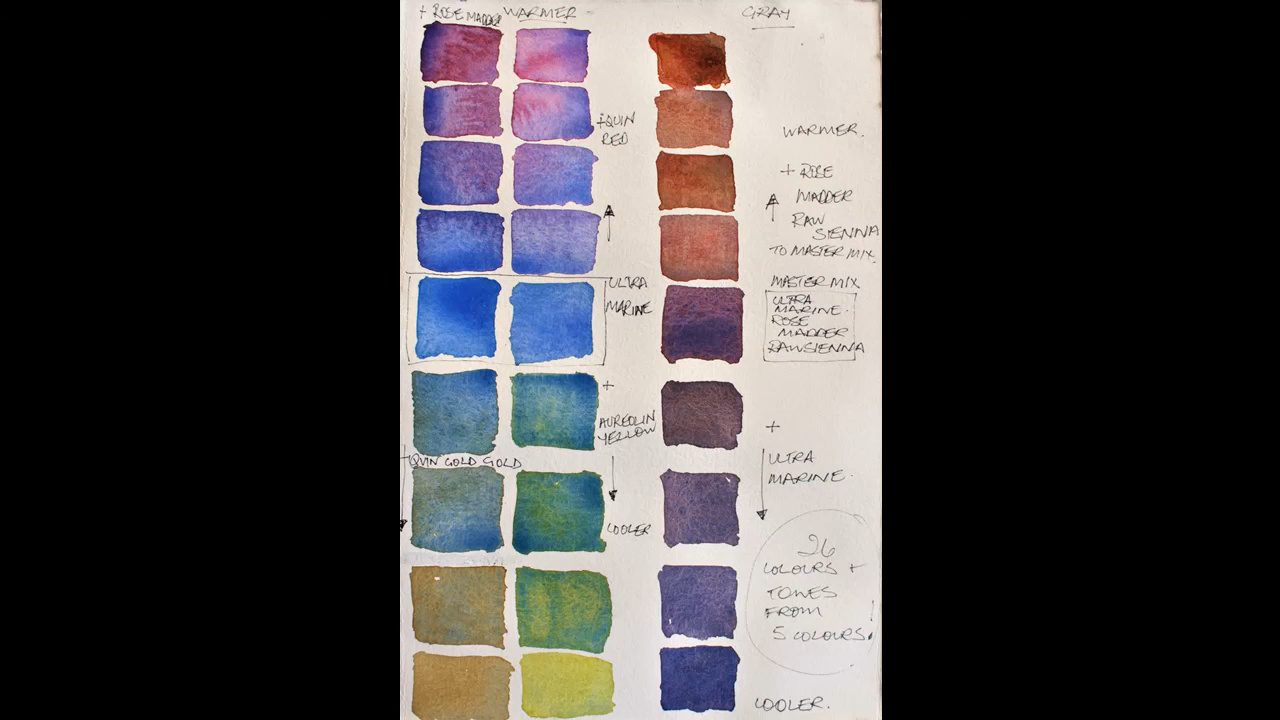 + ROSE MADDER WARMER
+QUIN
RED
ULTRA
MARINE
+
AUREOLIN
YELLOW
+QUIN GOLD GOLD
COOLER
GRAY
WARMER.
+ ROSE
MADDER
RAW
SIENNA
TO MASTER MIX.
MASTER MIX
ULTRA
MARINE.
ROSE
MADDER
RAW SIENNA
+
ULTRA
MARINE.
26
COLOURS +
TONES
FROM
5 COLOURS!
COOLER.